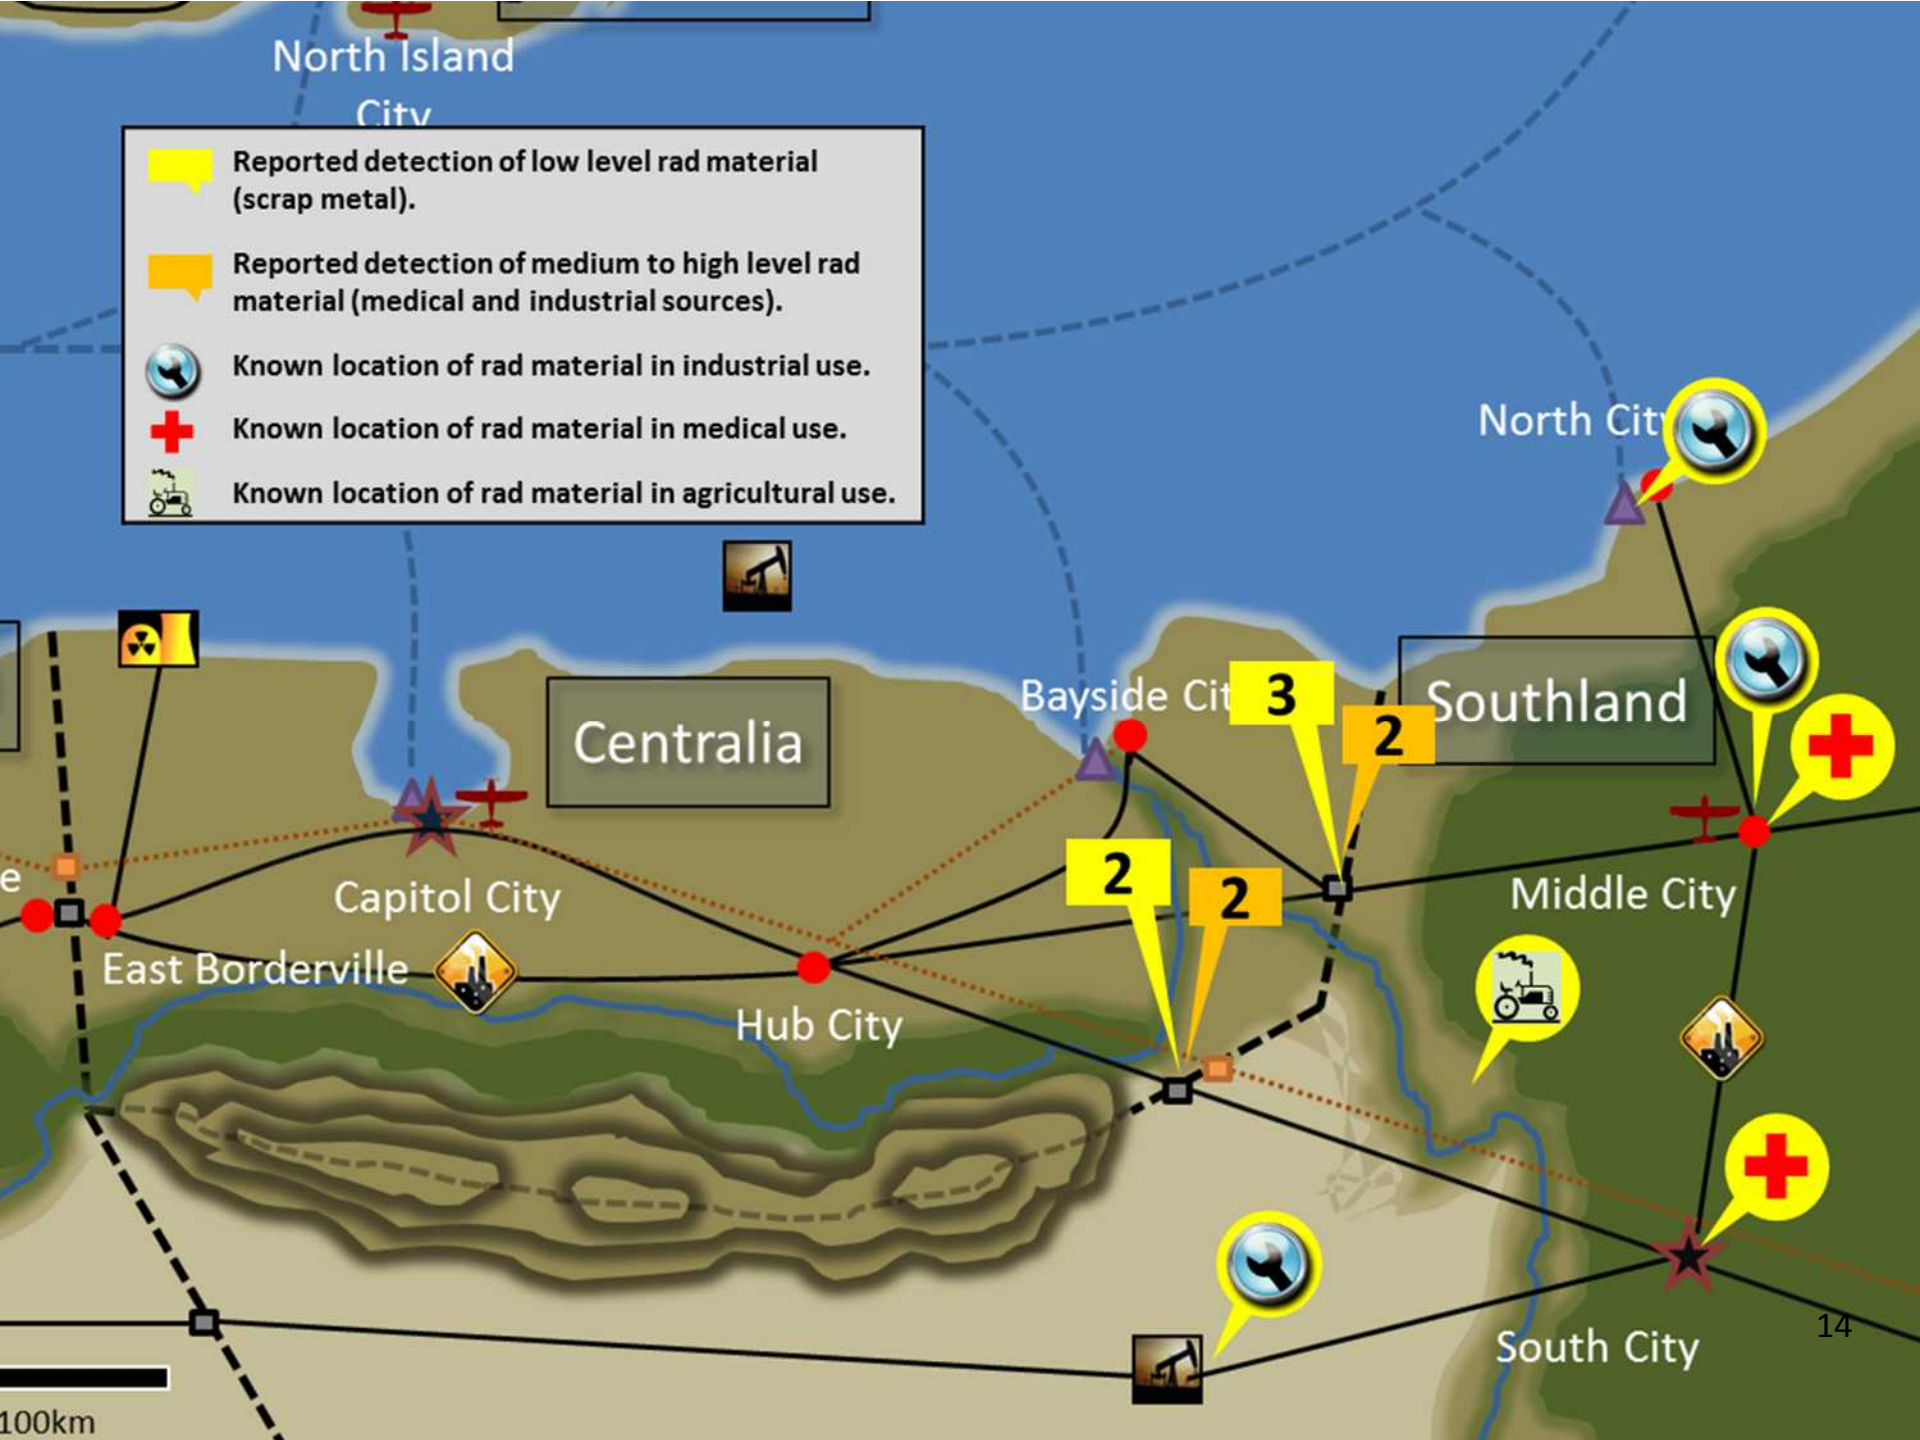 North Island
City
Reported detection of low level rad material
(scrap metal).
Reported detection of medium to high level rad
material (medical and industrial sources).
Known location of rad material in industrial use.
Known location of rad material in medical use.
Known location of rad material in agricultural use.
North City
Bayside Cit
3
2
Southland
Centralia
2
2
e
Capitol City
Middle City
East Borderville
Hub City
South City
14
100km